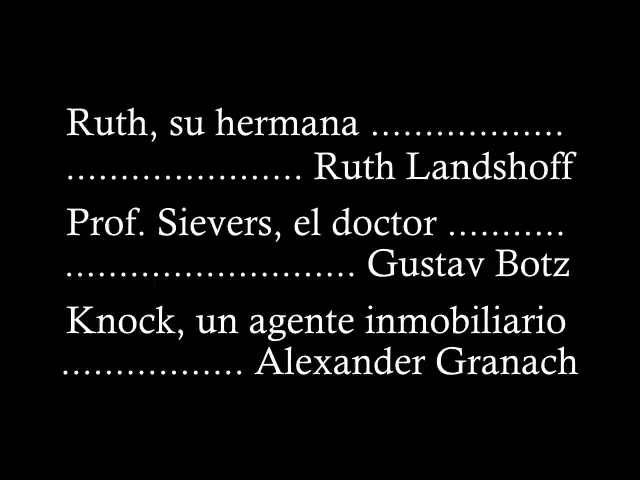 Ruth, su hermana ..................
...................... Ruth Landshoff
Prof. Sievers, el doctor ...........
........................... Gustav Botz
Knock, un agente inmobiliario
................. Alexander Granach